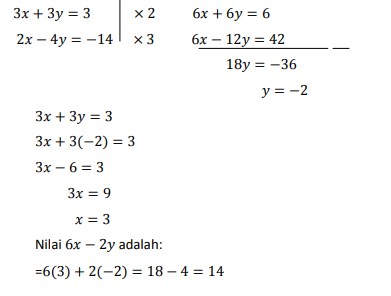 3x + 3y = 3 | × 2 6x + 6y = 6
2x − 4y = −14 | × 3 6x − 12y = 42 —
18y = −36
y = −2
3x + 3y = 3
3x + 3(−2) = 3
3x − 6 = 3
3x = 9
x = 3
Nilai 6x − 2y adalah:
=6(3) + 2(−2) = 18 − 4 = 14